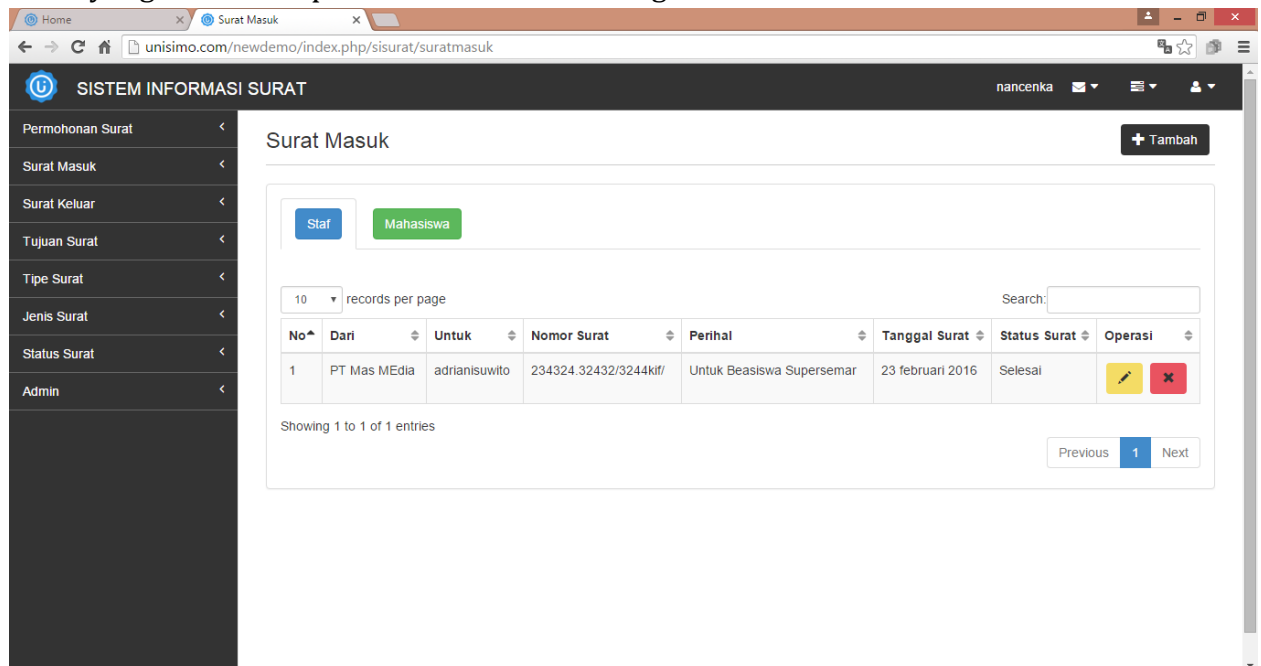 Home
Surat Masuk
unisimo.com/newdemo/index.php/sisurat/suratmasuk
SISTEM INFORMASI SURAT
nancenka
Permohonan Surat
Surat Masuk
Surat Keluar
Tujuan Surat
Tipe Surat
Jenis Surat
Status Surat
Admin
Surat Masuk
Tambah
Staf
Mahasiswa
10 records per page
Search:
No Dari Untuk Nomor Surat Perihal Tanggal Surat Status Surat Operasi
1 PT Mas MEdia adrianisuwito 234324.32432/3244kif/ Untuk Beasiswa Supersemar 23 februari 2016 Selesai
Showing 1 to 1 of 1 entries
Previous 1 Next